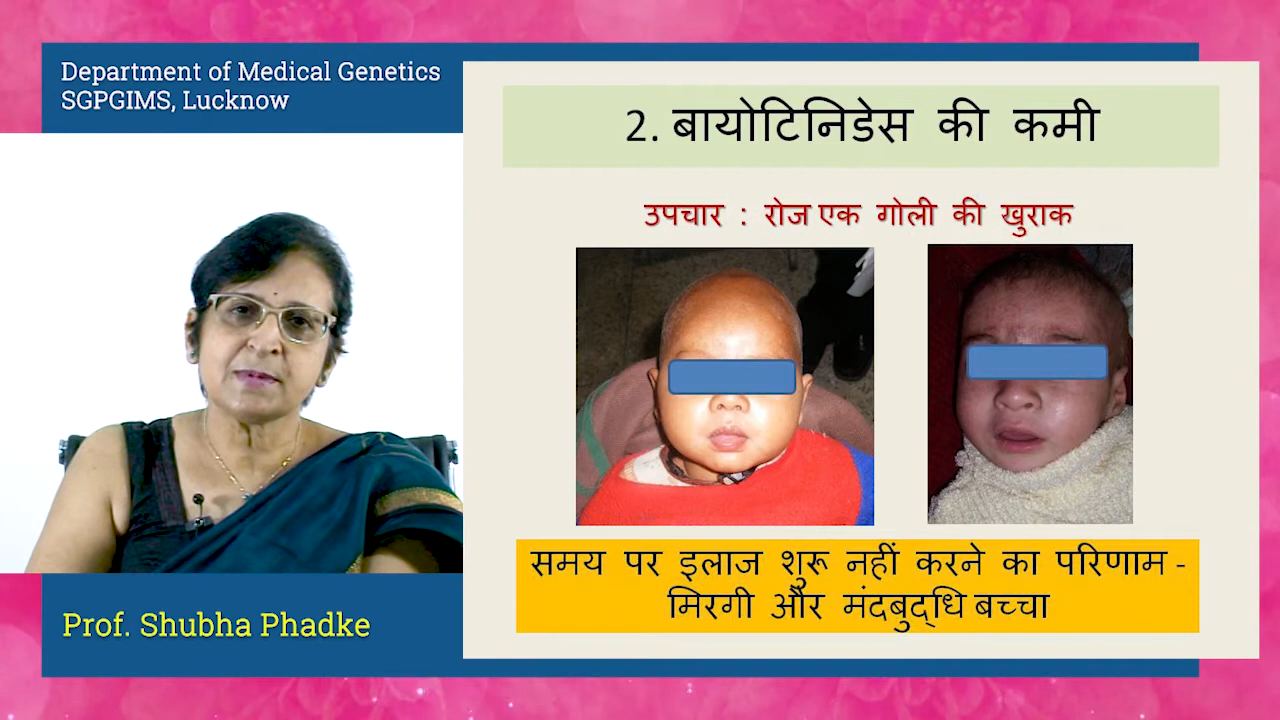 Department of Medical Genetics
SGPGIMS, Lucknow
2. बायोटिनिडेस की कमी
उपचार : रोज एक गोली की खुराक
समय पर इलाज शुरू नहीं करने का परिणाम -
मिरगी और मंदबुद्धि बच्चा
Prof. Shubha Phadke